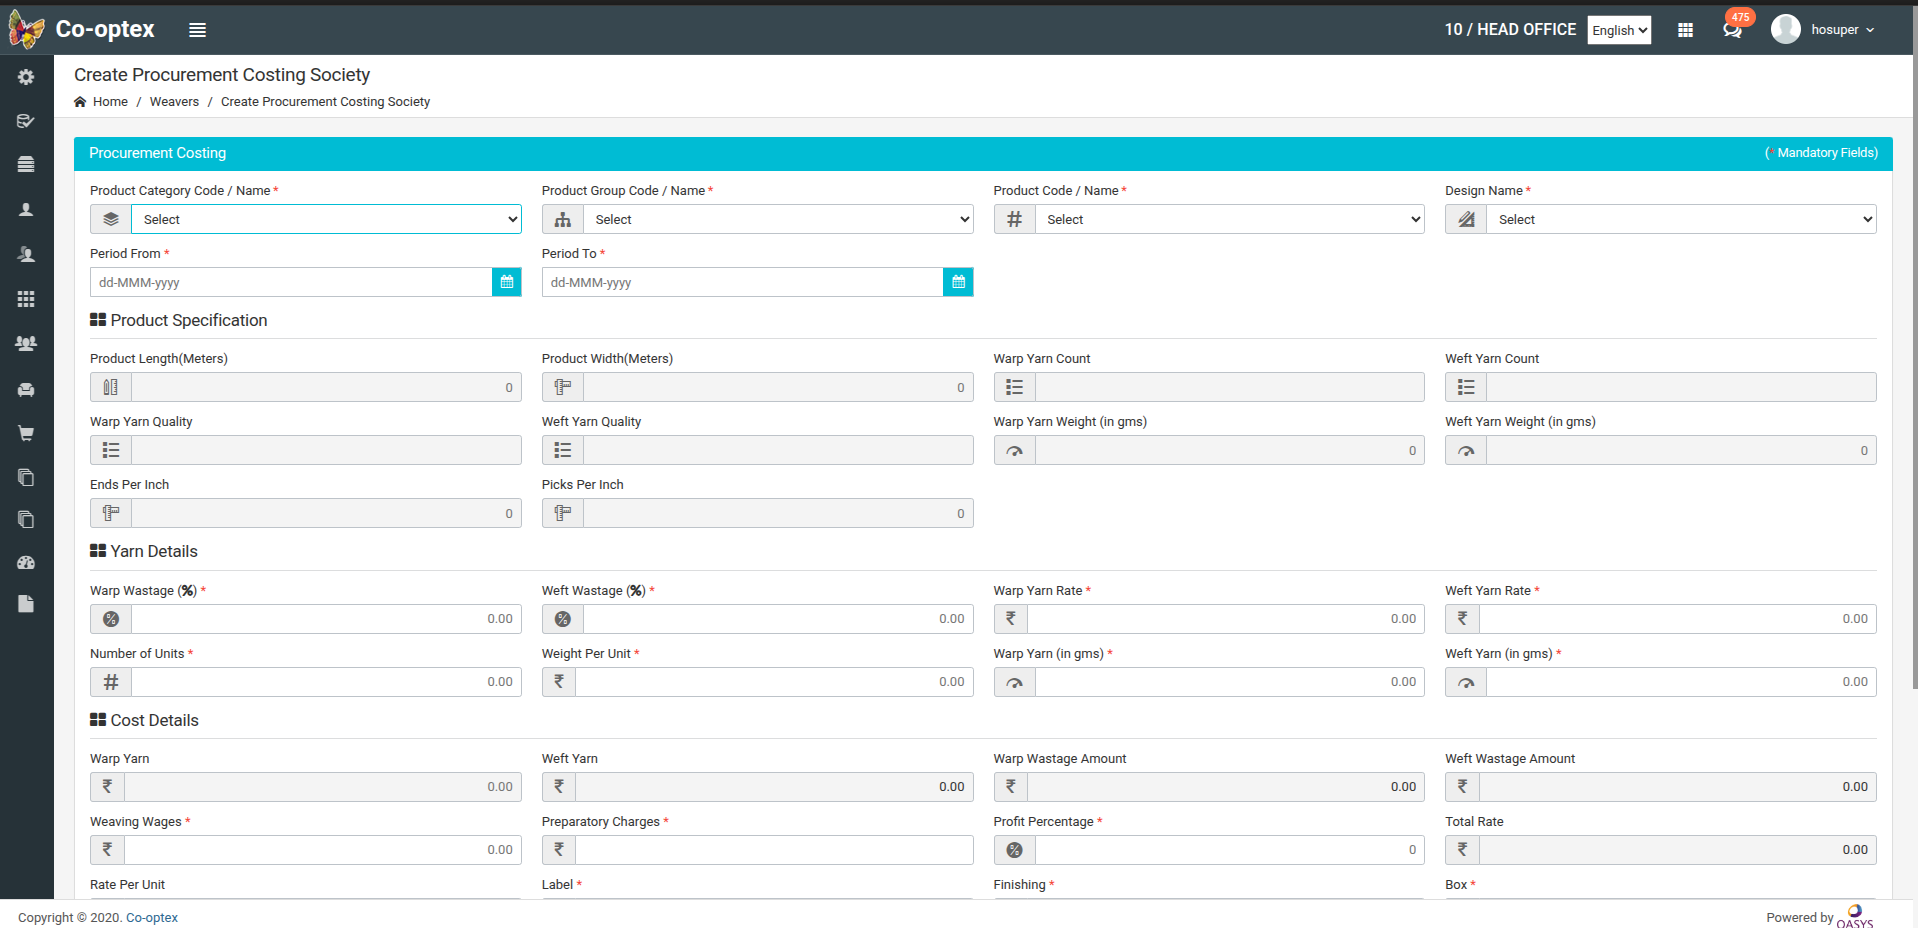 Co-optex 10 / HEAD OFFICE English 475 hosuper
Create Procurement Costing Society
Home / Weavers / Create Procurement Costing Society
Procurement Costing (* Mandatory Fields)
Product Category Code / Name * Product Group Code / Name * Product Code / Name * Design Name *
Select Select Select Select
Period From * Period To *
dd-MMM-yyyy dd-MMM-yyyy
Product Specification
Product Length(Meters) Product Width(Meters) Warp Yarn Count Weft Yarn Count
0 0
Warp Yarn Quality Weft Yarn Quality Warp Yarn Weight (in gms) Weft Yarn Weight (in gms)
0 0
Ends Per Inch Picks Per Inch
0 0
Yarn Details
Warp Wastage (%) * Weft Wastage (%) * Warp Yarn Rate * Weft Yarn Rate *
% 0.00 % 0.00 ₹ 0.00 ₹ 0.00
Number of Units * Weight Per Unit * Warp Yarn (in gms) * Weft Yarn (in gms) *
# 0.00 ₹ 0.00 0.00 0.00
Cost Details
Warp Yarn Weft Yarn Warp Wastage Amount Weft Wastage Amount
₹ 0.00 ₹ 0.00 ₹ 0.00 ₹ 0.00
Weaving Wages * Preparatory Charges * Profit Percentage * Total Rate
₹ 0.00 ₹ % 0 ₹ 0.00
Rate Per Unit Label * Finishing * Box *
Copyright © 2020. Co-optex Powered by OASYS